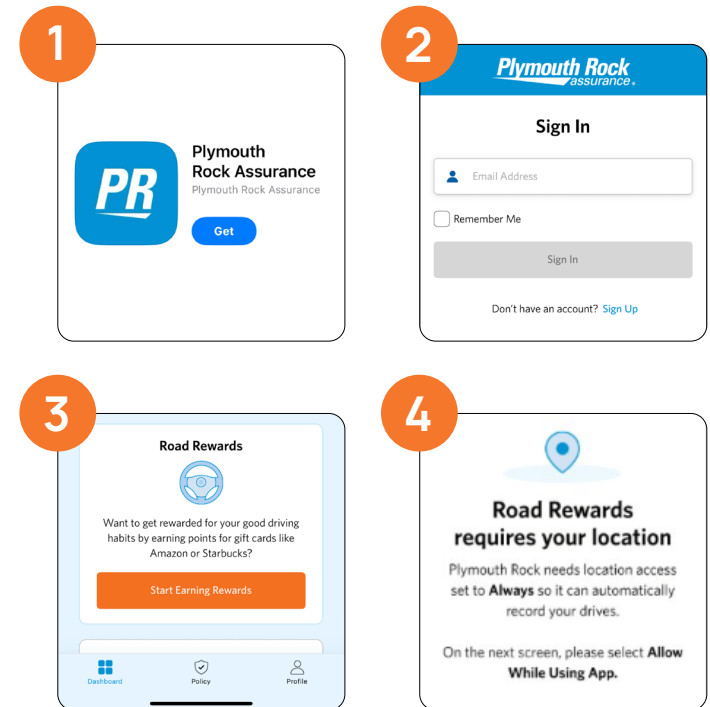 1
PR
Plymouth
Rock Assurance
Plymouth Rock Assurance
Get
2
Plymouth Rock
assurance®
Sign In
Email Address
Remember Me
Sign In
Don't have an account? Sign Up
3
Road Rewards
Want to get rewarded for your good driving
habits by earning points for gift cards like
Amazon or Starbucks?
Start Earning Rewards
Dashboard
Policy
Profile
4
Road Rewards
requires your location
Plymouth Rock needs location access
set to Always so it can automatically
record your drives.
On the next screen, please select Allow
While Using App.